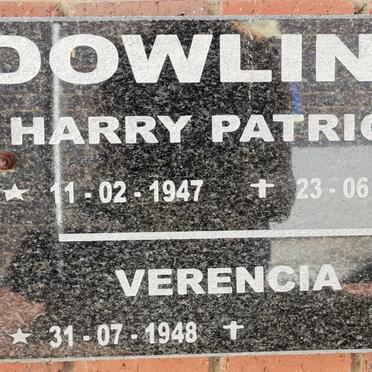 DOWLIN
HARRY PATRIC
★ 11 - 02 - 1947 ✝ 23 - 06
VERENCIA
★ 31 - 07 - 1948 ✝